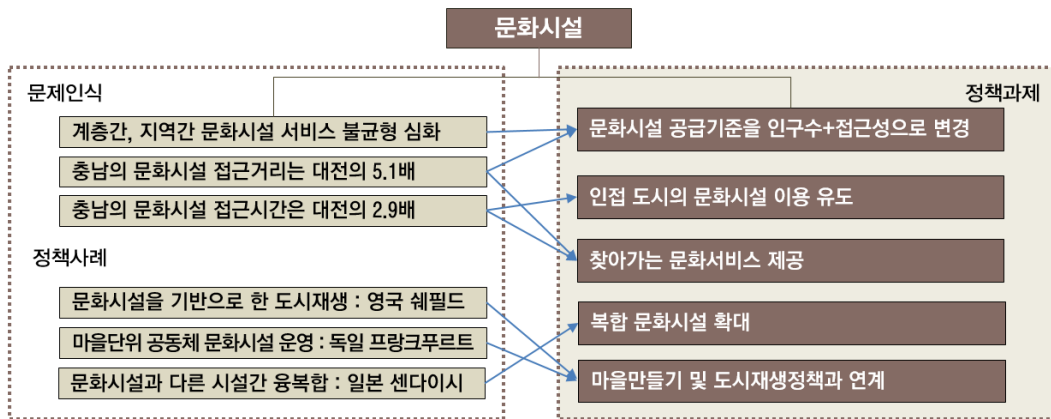 문화시설
문제인식
계층간, 지역간 문화시설 서비스 불균형 심화
충남의 문화시설 접근거리는 대전의 5.1배
충남의 문화시설 접근시간은 대전의 2.9배
정책사례
문화시설을 기반으로 한 도시재생 : 영국 쉐필드
마을단위 공동체 문화시설 운영 : 독일 프랑크푸르트
문화시설과 다른 시설간 융복합 : 일본 센다이시
정책과제
문화시설 공급기준을 인구수+접근성으로 변경
인접 도시의 문화시설 이용 유도
찾아가는 문화서비스 제공
복합 문화시설 확대
마을만들기 및 도시재생정책과 연계